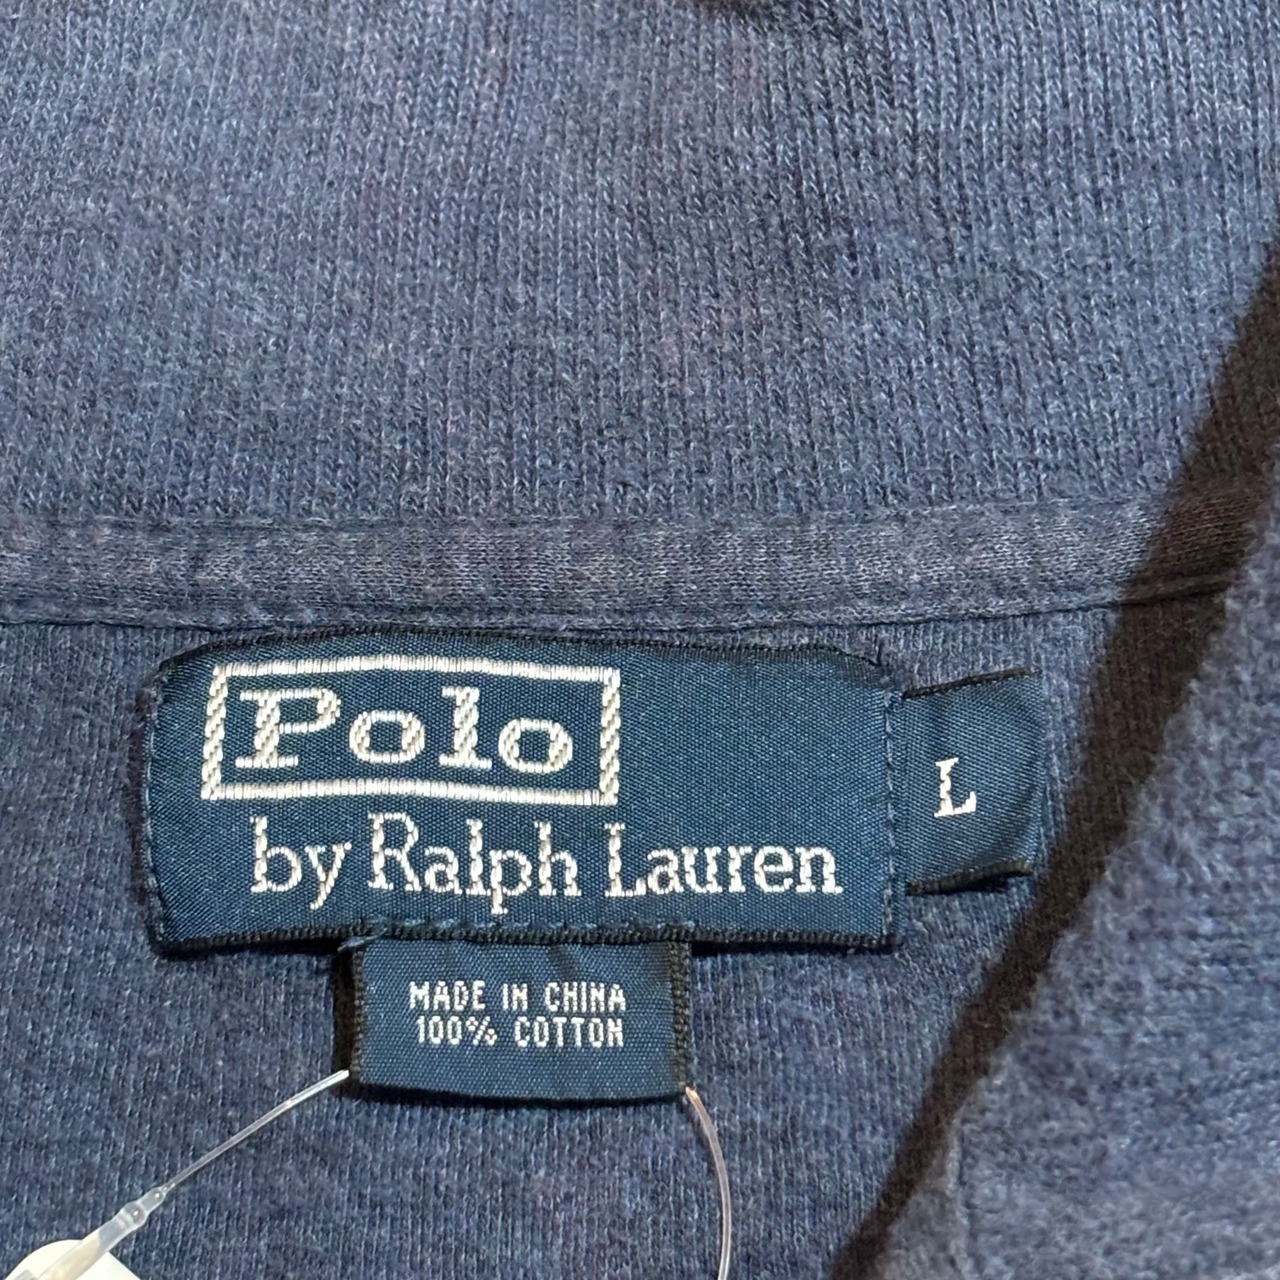 Polo
by Ralph Lauren
L
MADE IN CHINA
100% COTTON